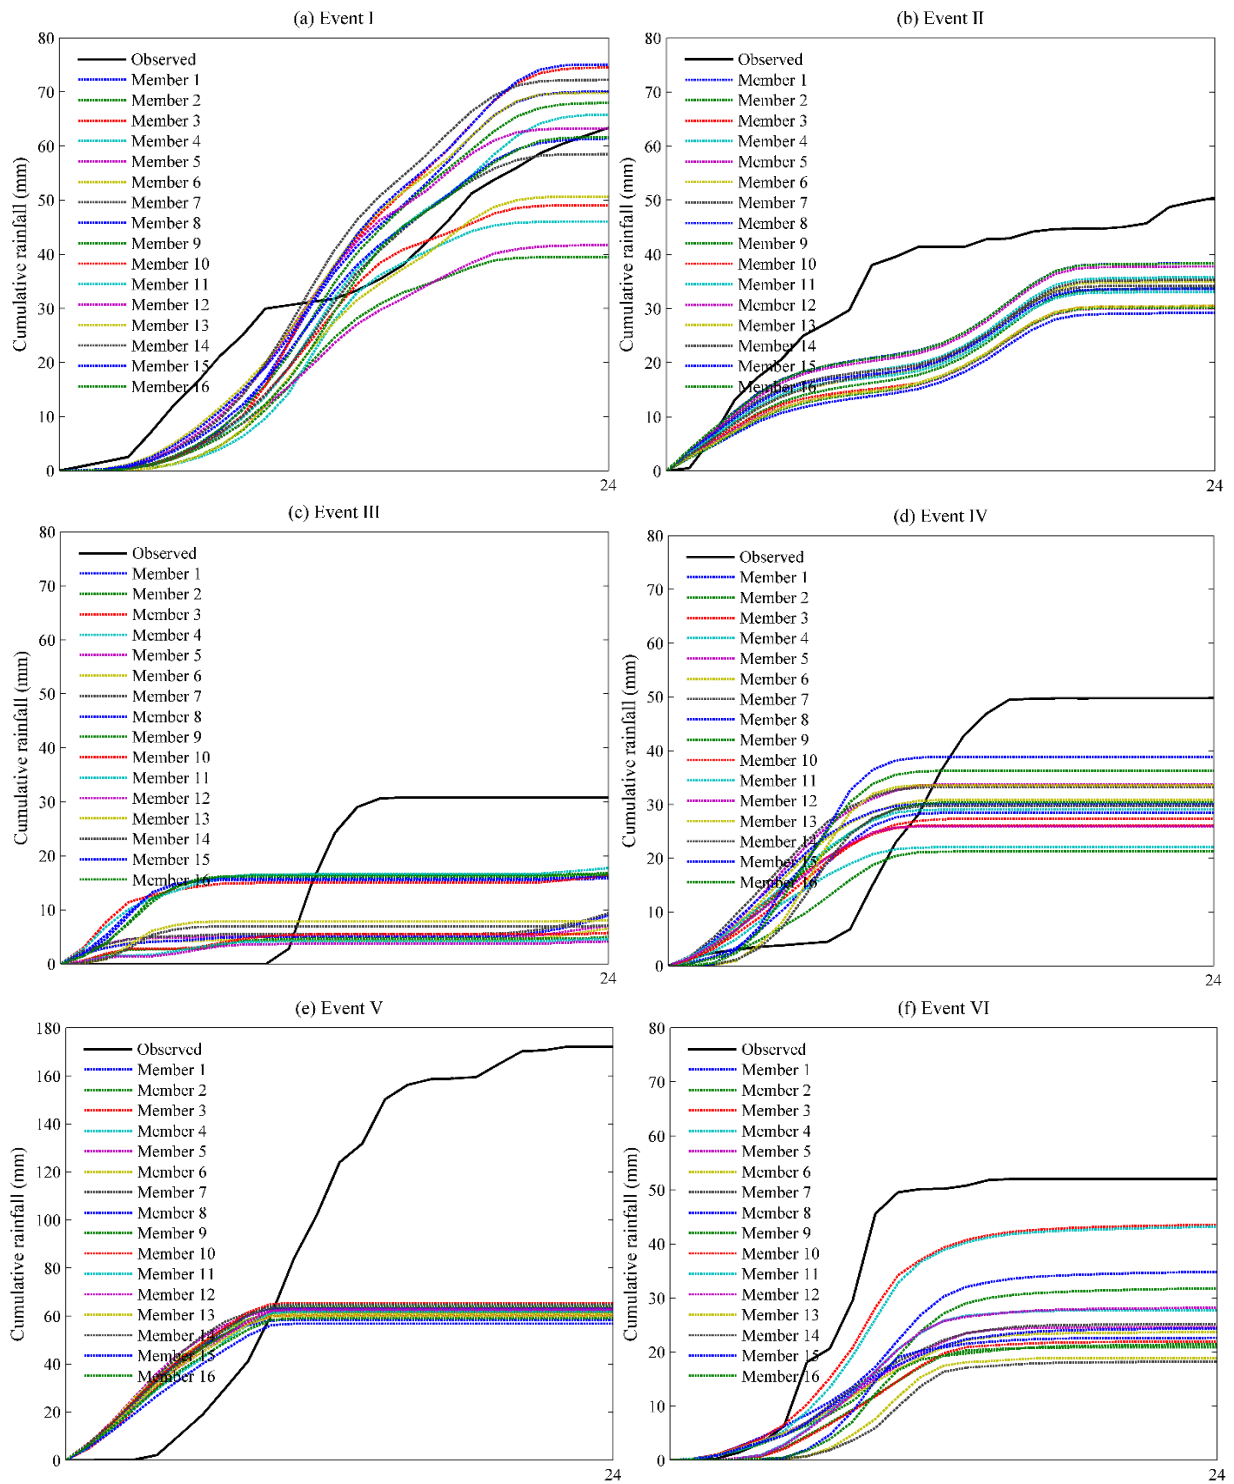 (a) Event I
Cumulative rainfall (mm)
80
70
60
50
40
30
20
10
0
24
Observed
Member 1
Member 2
Member 3
Member 4
Member 5
Member 6
Member 7
Member 8
Member 9
Member 10
Member 11
Member 12
Member 13
Member 14
Member 15
Member 16
(b) Event II
Cumulative rainfall (mm)
80
70
60
50
40
30
20
10
0
24
Observed
Member 1
Member 2
Member 3
Member 4
Member 5
Member 6
Member 7
Member 8
Member 9
Member 10
Member 11
Member 12
Member 13
Member 14
Member 15
Member 16
(c) Event III
Cumulative rainfall (mm)
80
70
60
50
40
30
20
10
0
24
Observed
Member 1
Member 2
Member 3
Member 4
Member 5
Member 6
Member 7
Member 8
Member 9
Member 10
Member 11
Member 12
Member 13
Member 14
Member 15
Member 16
(d) Event IV
Cumulative rainfall (mm)
80
70
60
50
40
30
20
10
0
24
Observed
Member 1
Member 2
Member 3
Member 4
Member 5
Member 6
Member 7
Member 8
Member 9
Member 10
Member 11
Member 12
Member 13
Member 14
Member 15
Member 16
(e) Event V
Cumulative rainfall (mm)
180
160
140
120
100
80
60
40
20
0
24
Observed
Member 1
Member 2
Member 3
Member 4
Member 5
Member 6
Member 7
Member 8
Member 9
Member 10
Member 11
Member 12
Member 13
Member 14
Member 15
Member 16
(f) Event VI
Cumulative rainfall (mm)
80
70
60
50
40
30
20
10
0
24
Observed
Member 1
Member 2
Member 3
Member 4
Member 5
Member 6
Member 7
Member 8
Member 9
Member 10
Member 11
Member 12
Member 13
Member 14
Member 15
Member 16